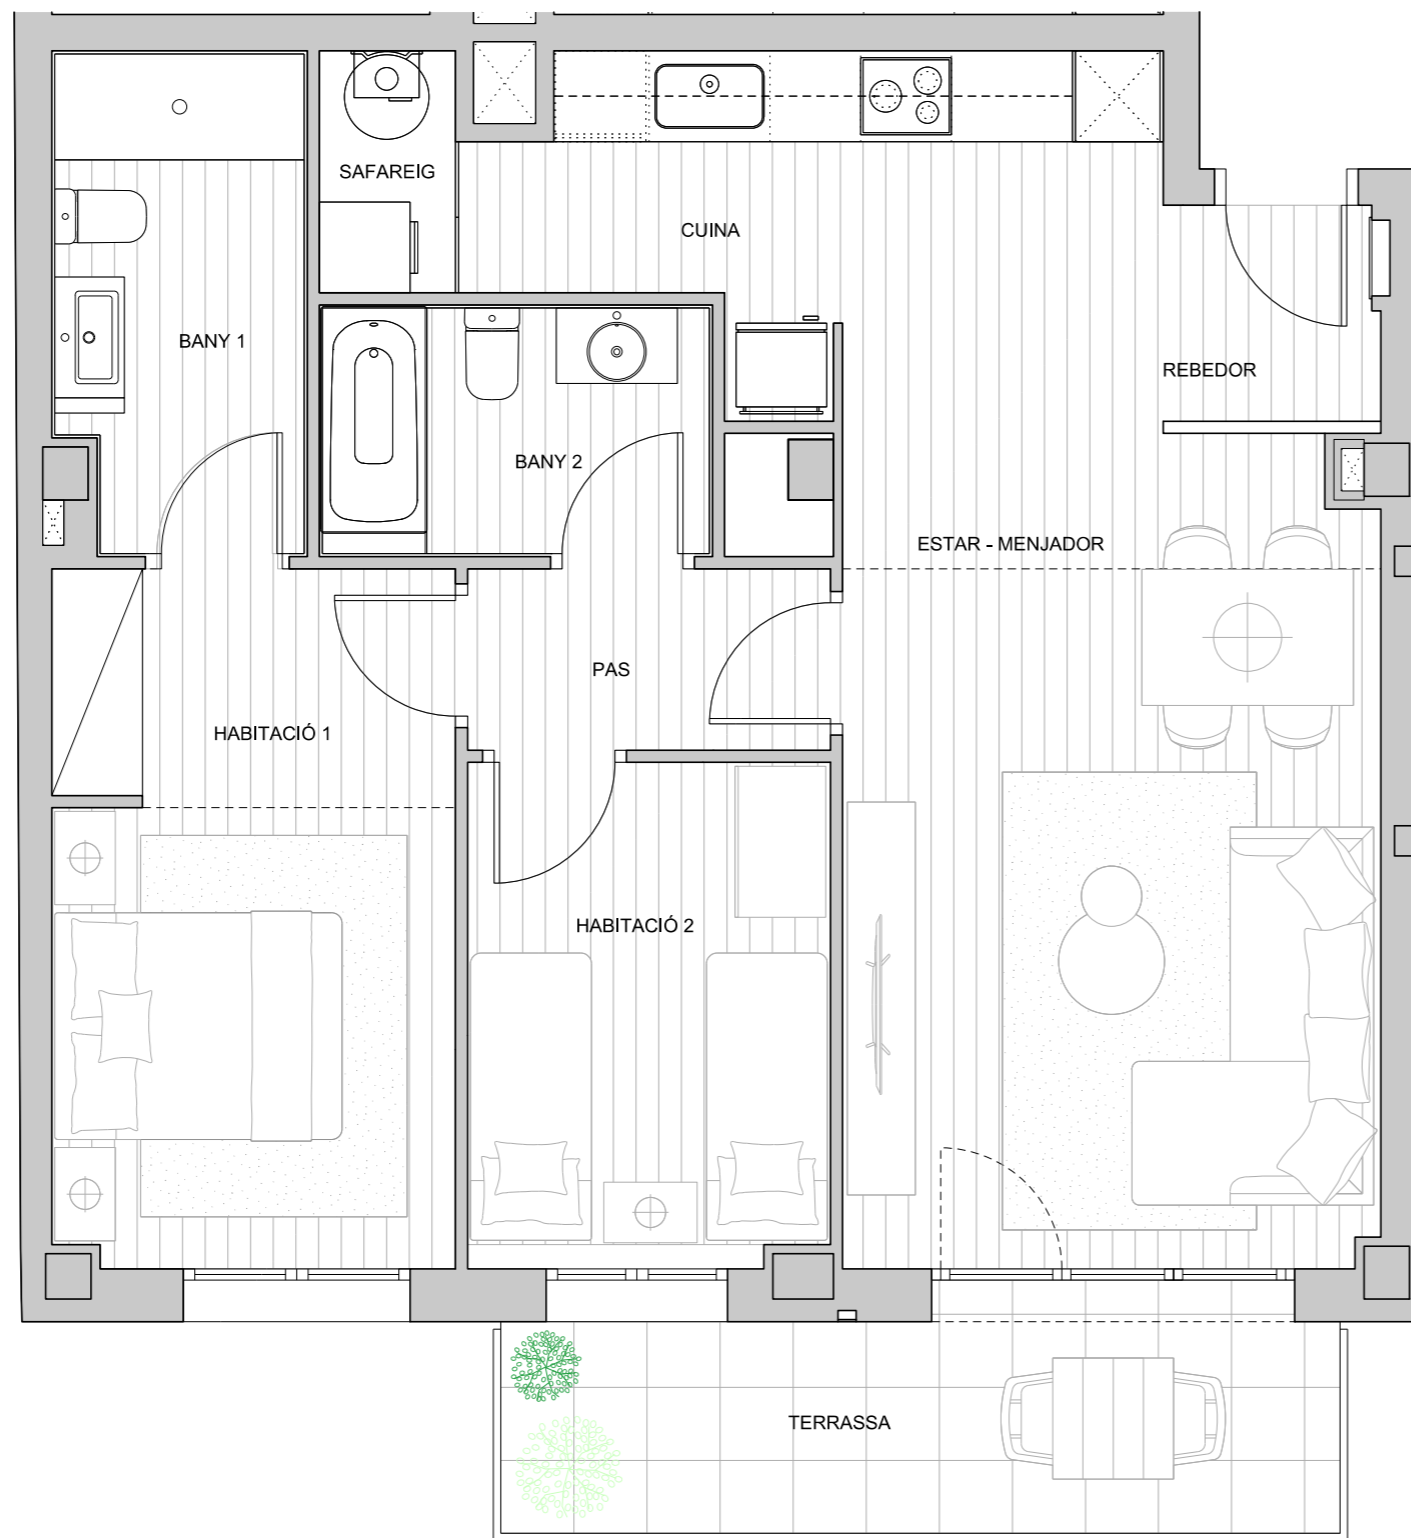 SAFAREIG
CUINA
BANY 1
REBEDOR
BANY 2
ESTAR - MENJADOR
PAS
HABITACIÓ 1
HABITACIÓ 2
TERRASSA